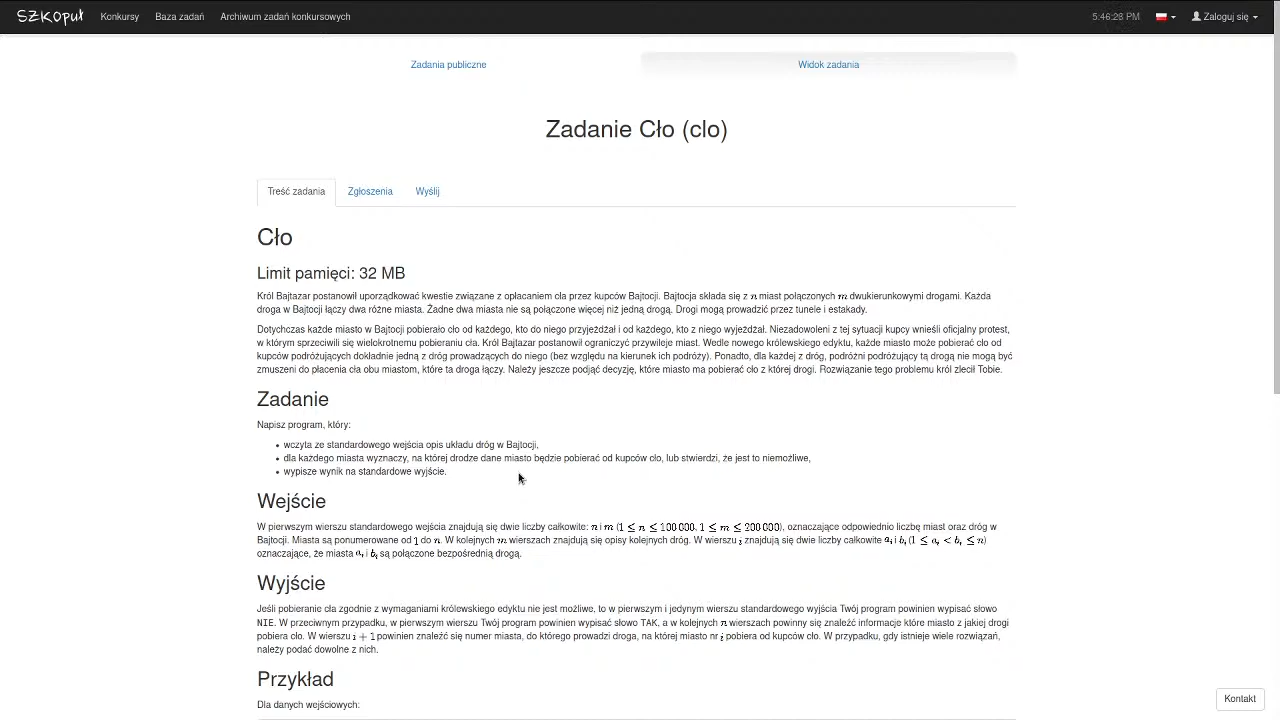 SZKOpuł Konkursy Baza zadań Archiwum zadań konkursowych 5:46:28 PM Zaloguj się
Zadania publiczne Widok zadania
Zadanie Cło (clo)
Treść zadania Zgłoszenia Wyślij
Cło
Limit pamięci: 32 MB
Król Bajtazar postanowił uporządkować kwestie związane z opłacaniem cła przez kupców Bajtocji. Bajtocja składa się z n miast połączonych m dwukierunkowymi drogami. Każda
droga w Bajtocji łączy dwa różne miasta. Żadne dwa miasta nie są połączone więcej niż jedną drogą. Drogi mogą prowadzić przez tunele i estakady.
Dotychczas każde miasto w Bajtocji pobierało cło od każdego, kto do niego przyjeżdżał i od każdego, kto z niego wyjeżdżał. Niezadowoleni z tej sytuacji kupcy wnieśli oficjalny protest,
w którym sprzeciwili się wielokrotnemu pobieraniu cła. Król Bajtazar postanowił ograniczyć przywileje miast. Wedle nowego królewskiego edyktu, każde miasto może pobierać cło od
kupców podróżujących dokładnie jedną z dróg prowadzących do niego (bez względu na kierunek ich podróży). Ponadto, dla każdej z dróg, podróżni podróżujący tą drogą nie mogą być
zmuszeni do płacenia cła obu miastom, które ta droga łączy. Należy jeszcze podjąć decyzję, które miasto ma pobierać cło z której drogi. Rozwiązanie tego problemu król zlecił Tobie.
Zadanie
Napisz program, który:
• wczyta ze standardowego wejścia opis układu dróg w Bajtocji,
• dla każdego miasta wyznaczy, na której drodze dane miasto będzie pobierać od kupców cło, lub stwierdzi, że jest to niemożliwe,
• wypisze wynik na standardowe wyjście.
Wejście
W pierwszym wierszu standardowego wejścia znajdują się dwie liczby całkowite: n i m (1 ≤ n ≤ 100 000, 1 ≤ m ≤ 200 000), oznaczające odpowiednio liczbę miast oraz dróg w
Bajtocji. Miasta są ponumerowane od 1 do n. W kolejnych m wierszach znajdują się opisy kolejnych dróg. W wierszu i znajdują się dwie liczby całkowite a_i i b_i (1 ≤ a_i < b_i ≤ n)
oznaczające, że miasta a_i i b_i są połączone bezpośrednią drogą.
Wyjście
Jeśli pobieranie cła zgodnie z wymaganiami królewskiego edyktu nie jest możliwe, to w pierwszym i jedynym wierszu standardowego wyjścia Twój program powinien wypisać słowo
NIE. W przeciwnym przypadku, w pierwszym wierszu Twój program powinien wypisać słowo TAK, a w kolejnych n wierszach powinny się znaleźć informacje które miasto z jakiej drogi
pobiera cło. W wierszu i + 1 powinien znaleźć się numer miasta, do którego prowadzi droga, na której miasto nr i pobiera od kupców cło. W przypadku, gdy istnieje wiele rozwiązań,
należy podać dowolne z nich.
Przykład
Dla danych wejściowych:
Kontakt